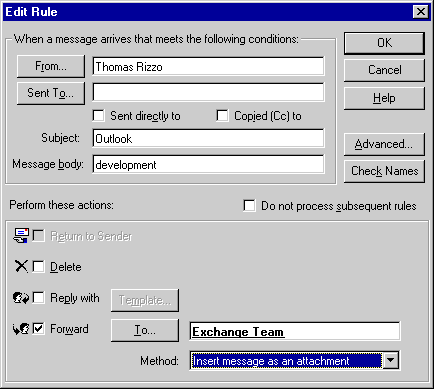 Edit Rule
When a message arrives that meets the following conditions:
OK
From... Thomas Rizzo
Cancel
Sent To...
Help
Sent directly to Copied (Cc) to
Subject: Outlook
Advanced...
Message body: development
Check Names
Perform these actions: Do not process subsequent rules
Return to Sender
Delete
Reply with Template...
Forward To... Exchange Team
Method: Insert message as an attachment